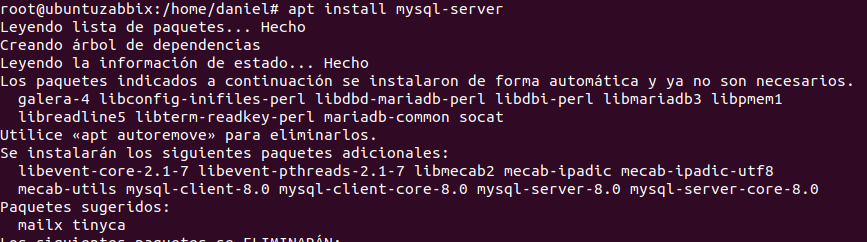 root@ubuntuzabbix:/home/daniel# apt install mysql-server
Leyendo lista de paquetes... Hecho
Creando árbol de dependencias
Leyendo la información de estado... Hecho
Los paquetes indicados a continuación se instalaron de forma automática y ya no son necesarios.
  galera-4 libconfig-inifiles-perl libdbd-mariadb-perl libdbi-perl libmariadb3 libpmem1
  libreadline5 libterm-readkey-perl mariadb-common socat
Utilice «apt autoremove» para eliminarlos.
Se instalarán los siguientes paquetes adicionales:
  libevent-core-2.1-7 libevent-pthreads-2.1-7 libmecab2 mecab-ipadic mecab-ipadic-utf8
  mecab-utils mysql-client-8.0 mysql-client-core-8.0 mysql-server-8.0 mysql-server-core-8.0
Paquetes sugeridos:
  mailx tinyca
Los siguientes paquetes se ELIMINARÁN: